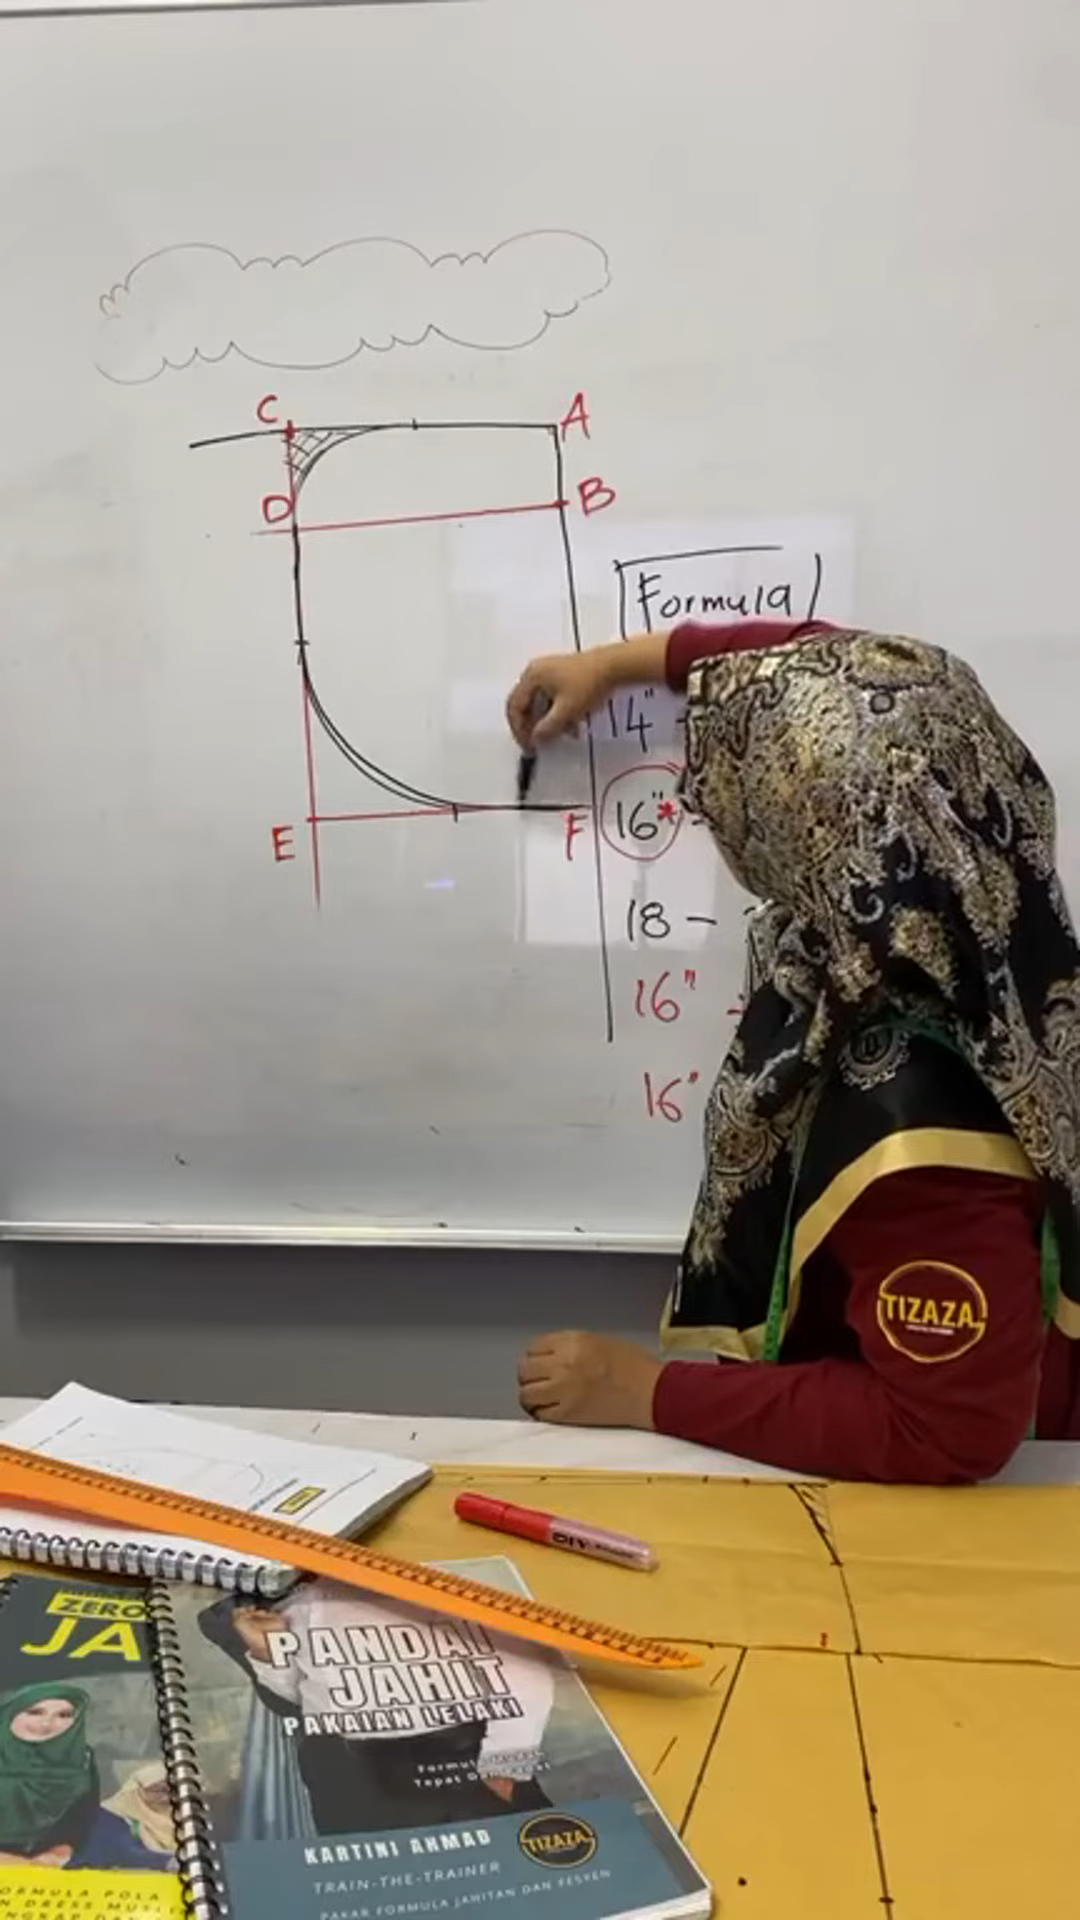 C
A
D
B
Formula
14"
16"*
E
F
18 -
16"
16"
TIZAZA
DIY
ZERO
JA
PANDAI
JAHIT
PAKAIAN LELAKI
KARTINI AHMAD
TIZAZA
TRAIN-THE-TRAINER
PAKAR FORMULA JAHITAN DAN FESYEN